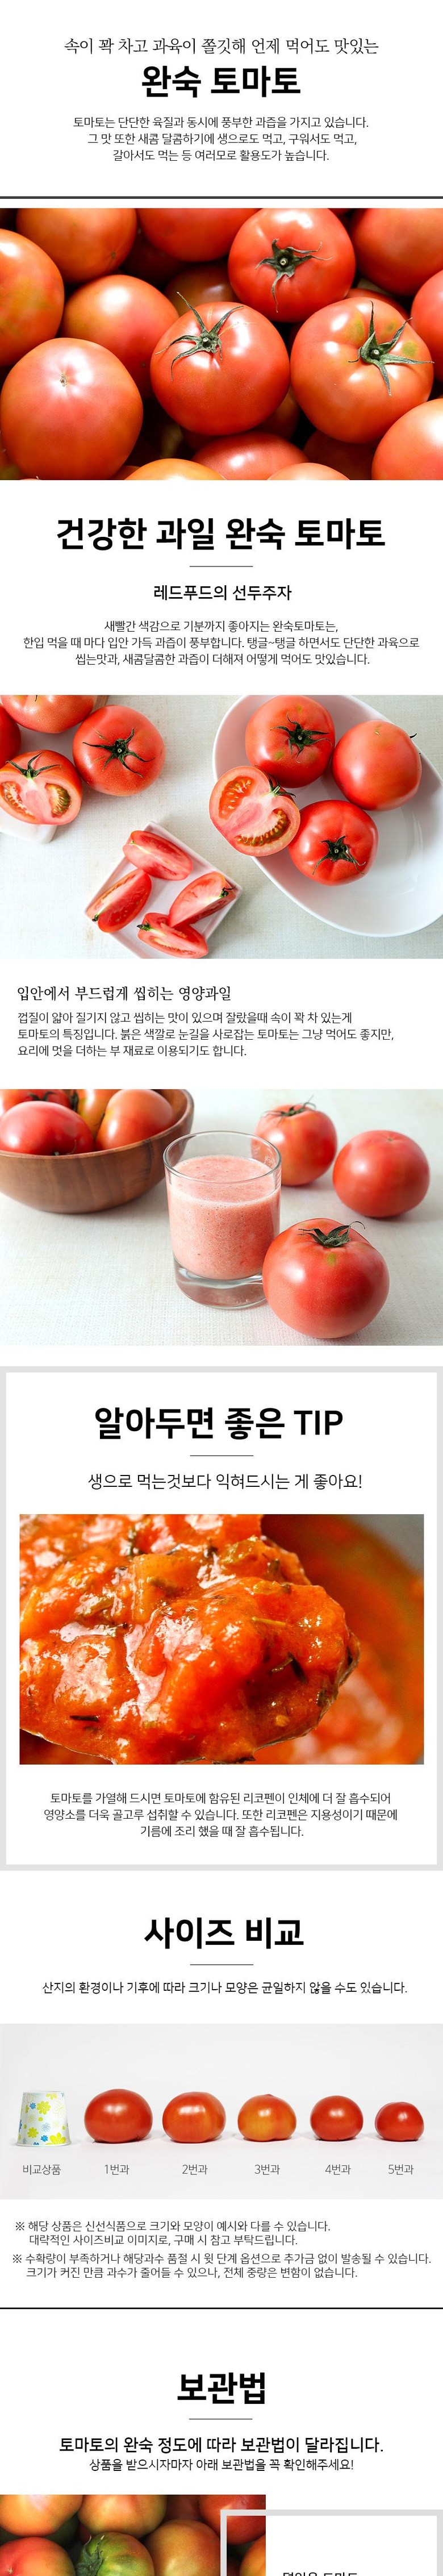 속이 꽉 차고 과육이 쫄깃해 언제 먹어도 맛있는
완숙 토마토
토마토는 단단한 육질과 동시에 풍부한 과즙을 가지고 있습니다.
그 맛 또한 새콤 달콤하기에 생으로도 먹고, 구워서도 먹고,
갈아서도 먹는 등 여러모로 활용도가 높습니다.
건강한 과일 완숙 토마토
레드푸드의 선두주자
새빨간 색감으로 기분까지 좋아지는 완숙토마토는,
한입 먹을 때 마다 입안 가득 과즙이 풍부합니다. 탱글~탱글 하면서도 단단한 과육으로
씹는맛과, 새콤달콤한 과즙이 더해져 어떻게 먹어도 맛있습니다.
입안에서 부드럽게 씹히는 영양과일
껍질이 얇아 질기지 않고 씹히는 맛이 있으며 잘랐을때 속이 꽉 차 있는게
토마토의 특징입니다. 붉은 색깔로 눈길을 사로잡는 토마토는 그냥 먹어도 좋지만,
요리에 멋을 더하는 부 재료로 이용되기도 합니다.
알아두면 좋은 TIP
생으로 먹는것보다 익혀드시는 게 좋아요!
토마토를 가열해 드시면 토마토에 함유된 리코펜이 인체에 더 잘 흡수되어
영양소를 더욱 골고루 섭취할 수 있습니다. 또한 리코펜은 지용성이기 때문에
기름에 조리 했을 때 잘 흡수됩니다.
사이즈 비교
산지의 환경이나 기후에 따라 크기나 모양은 균일하지 않을 수도 있습니다.
비교상품 1번과 2번과 3번과 4번과 5번과
※ 해당 상품은 신선식품으로 크기와 모양이 예시와 다를 수 있습니다.
대략적인 사이즈비교 이미지로, 구매 시 참고 부탁드립니다.
※ 수확량이 부족하거나 해당과수 품절 시 윗 단계 옵션으로 추가금 없이 발송될 수 있습니다.
크기가 커진 만큼 과수가 줄어들 수 있으나, 전체 중량은 변함이 없습니다.
보관법
토마토의 완숙 정도에 따라 보관법이 달라집니다.
상품을 받으시자마자 아래 보관법을 꼭 확인해주세요!